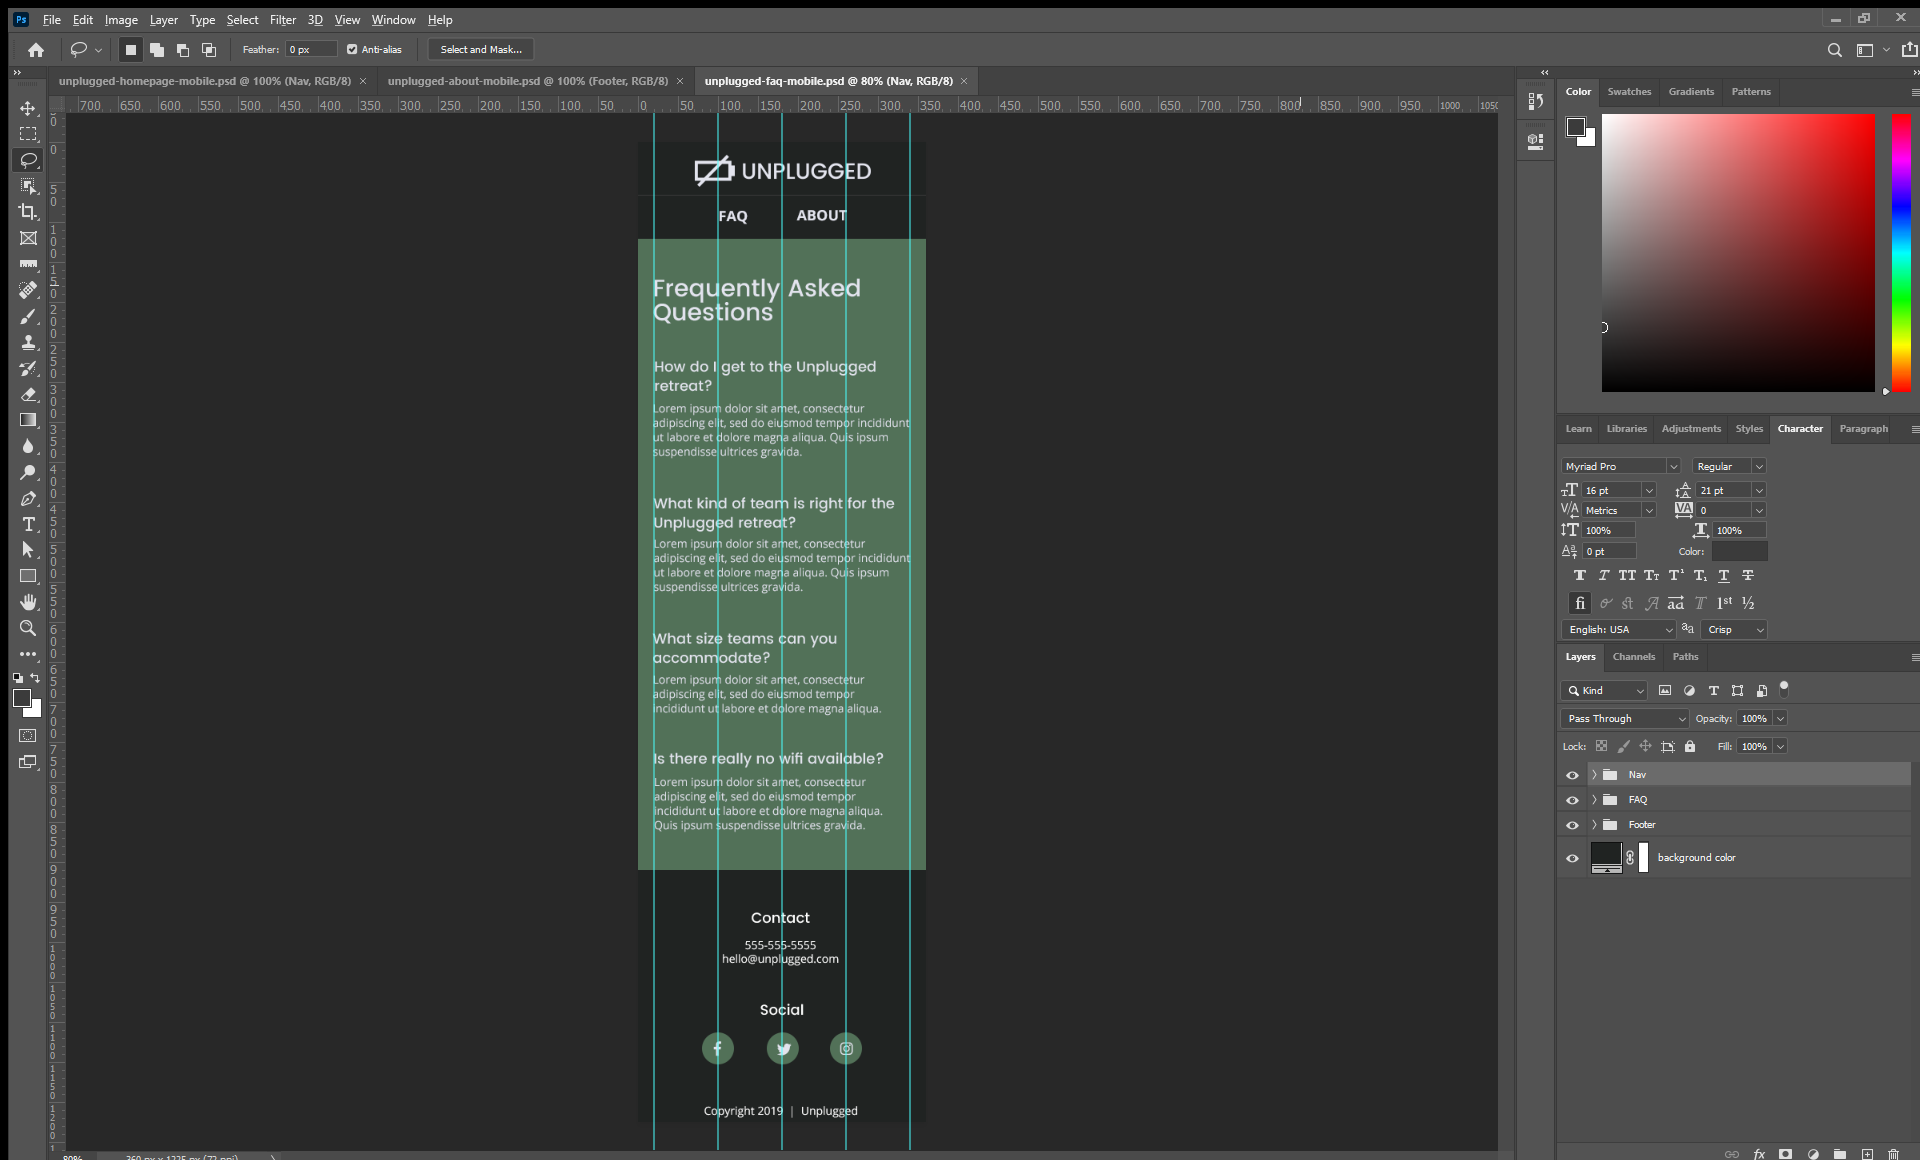 Ps File Edit Image Layer Type Select Filter 3D View Window Help
Feather: 0 px Anti-alias Select and Mask...
unplugged-homepage-mobile.psd @ 100% (Nav, RGB/8) × unplugged-about-mobile.psd @ 100% (Footer, RGB/8) × unplugged-faq-mobile.psd @ 80% (Nav, RGB/8) ×
700 650 600 550 500 450 400 350 300 250 200 150 100 50 0 50 100 150 200 250 300 350 400 450 500 550 600 650 700 750 800 850 900 950 1000 1050
UNPLUGGED
FAQ ABOUT
Frequently Asked
Questions
How do I get to the Unplugged
retreat?
Lorem ipsum dolor sit amet, consectetur
adipiscing elit, sed do eiusmod tempor incididunt
ut labore et dolore magna aliqua. Quis ipsum
suspendisse ultrices gravida.
What kind of team is right for the
Unplugged retreat?
Lorem ipsum dolor sit amet, consectetur
adipiscing elit, sed do eiusmod tempor incididunt
ut labore et dolore magna aliqua. Quis ipsum
suspendisse ultrices gravida.
What size teams can you
accommodate?
Lorem ipsum dolor sit amet, consectetur
adipiscing elit, sed do eiusmod tempor
incididunt ut labore et dolore magna aliqua.
Is there really no wifi available?
Lorem ipsum dolor sit amet, consectetur
adipiscing elit, sed do eiusmod tempor
incididunt ut labore et dolore magna aliqua.
Quis ipsum suspendisse ultrices gravida.
Contact
555-555-5555
hello@unplugged.com
Social
Copyright 2019 | Unplugged
80% 360 px x 1225 px (72 ppi)
Color Swatches Gradients Patterns
Learn Libraries Adjustments Styles Character Paragraph
Myriad Pro Regular
16 pt 21 pt
Metrics 0
100% 100%
0 pt Color:
English: USA Crisp
Layers Channels Paths
Kind
Pass Through Opacity: 100%
Lock: Fill: 100%
Nav
FAQ
Footer
background color